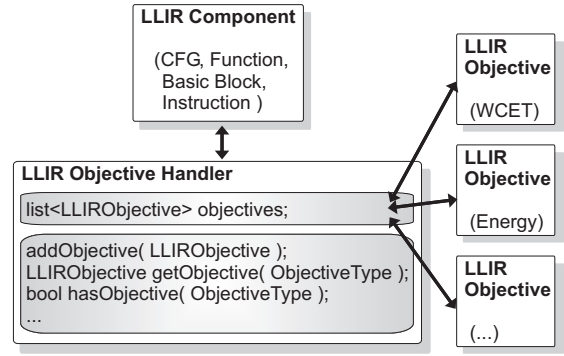 LLIR Component
(CFG, Function,
Basic Block,
Instruction )
LLIR Objective Handler
list<LLIRObjective> objectives;
addObjective( LLIRObjective );
LLIRObjective getObjective( ObjectiveType );
bool hasObjective( ObjectiveType );
...
LLIR
Objective
(WCET)
LLIR
Objective
(Energy)
LLIR
Objective
(...)